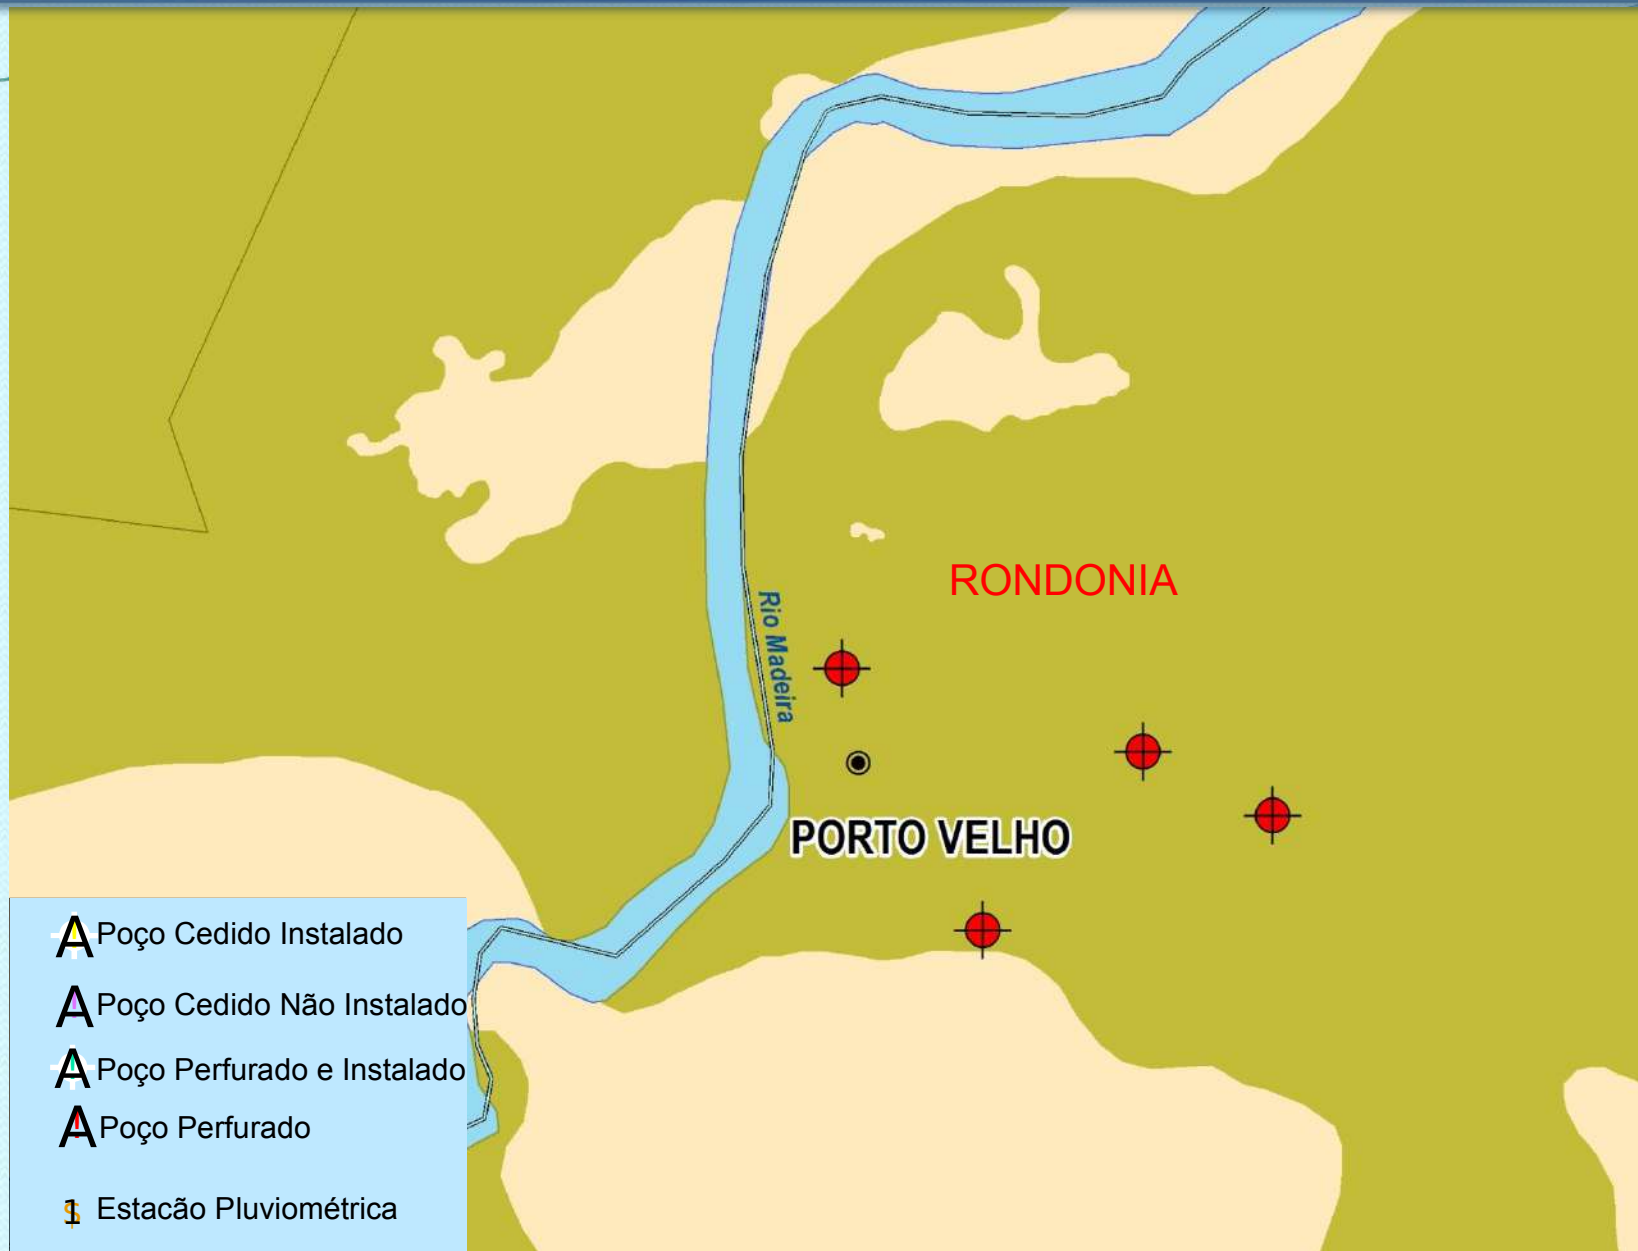 RONDONIA
Rio Madeira
PORTO VELHO
A Poço Cedido Instalado
A Poço Cedido Não Instalado
A Poço Perfurado e Instalado
A Poço Perfurado
1 Estacão Pluviométrica